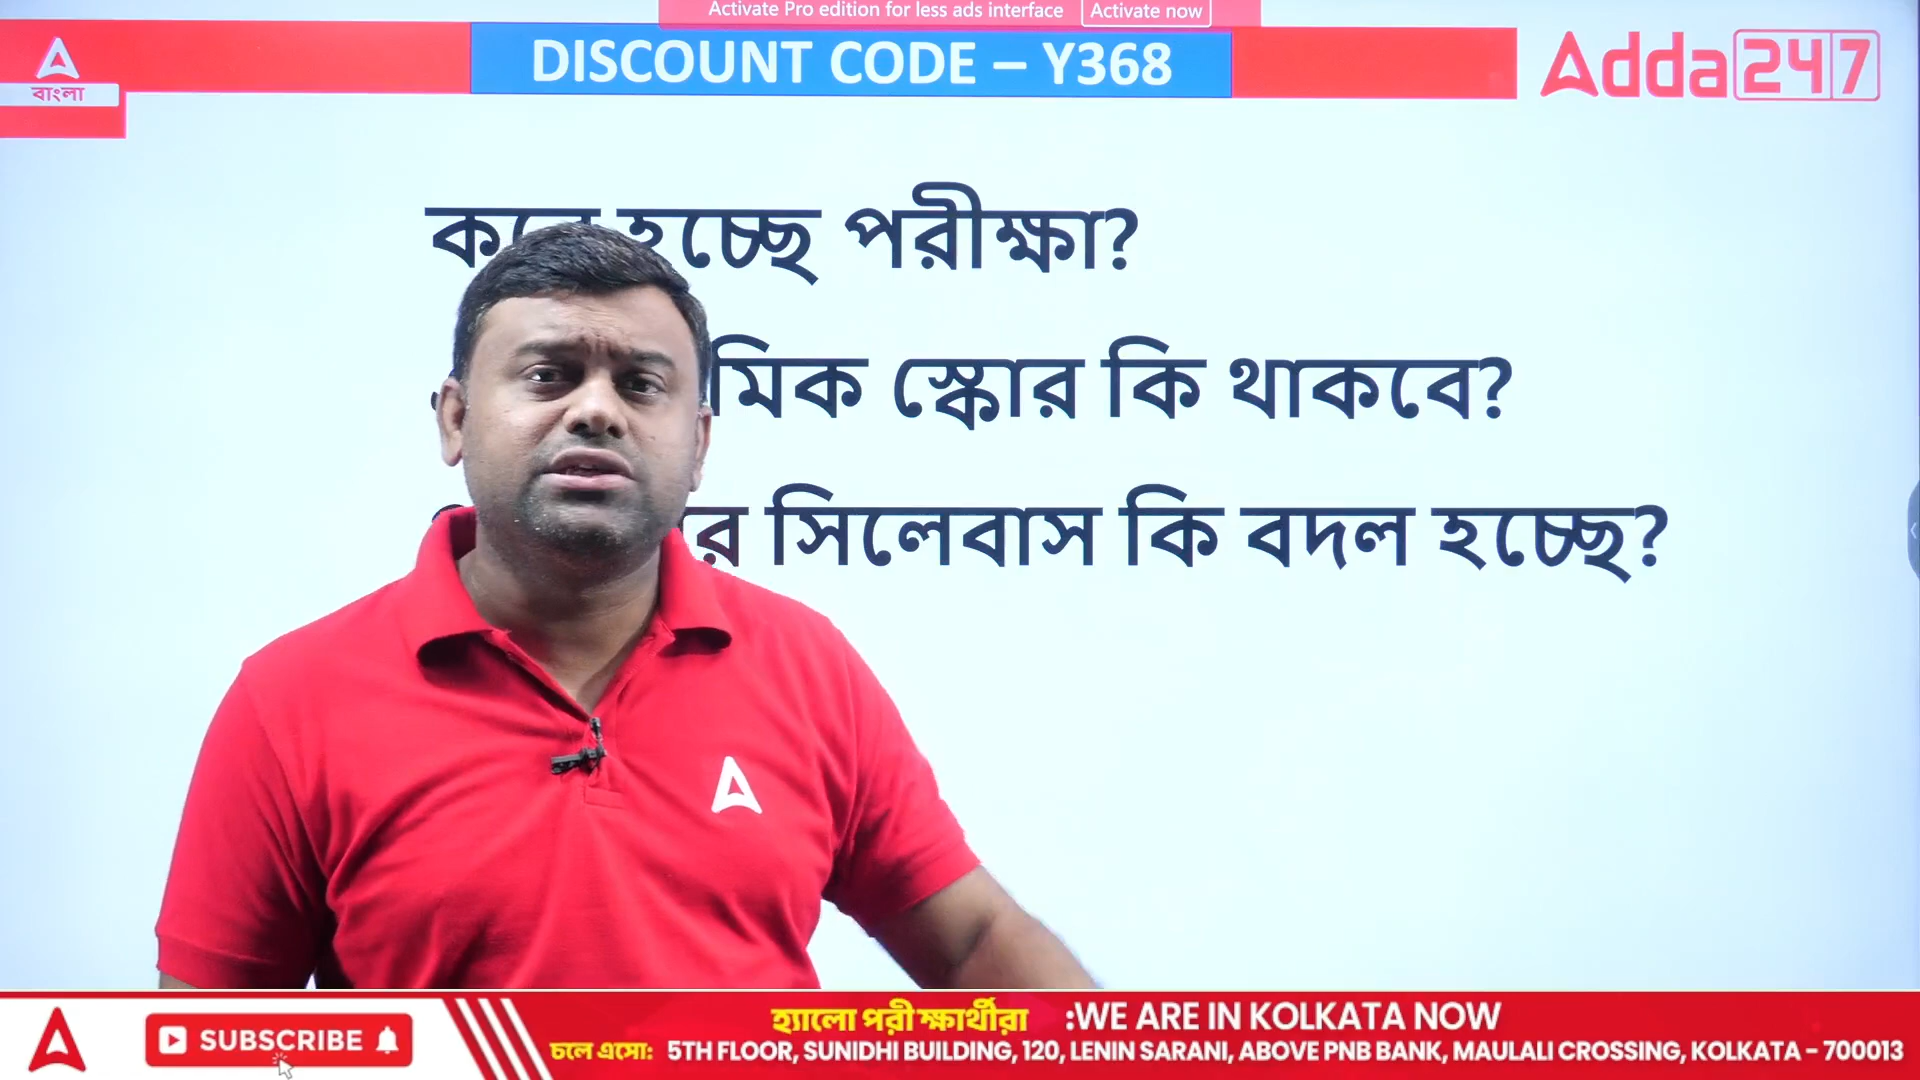 Activate Pro edition for less ads interface Activate now
DISCOUNT CODE – Y368
Adda247
বাংলা
হচ্ছে পরীক্ষা?
স্কোর কি থাকবে?
সিলেবাস কি বদল হচ্ছে?
SUBSCRIBE
হ্যালো পরীক্ষার্থীরা :WE ARE IN KOLKATA NOW
চলে এসো: 5TH FLOOR, SUNIDHI BUILDING, 120, LENIN SARANI, ABOVE PNB BANK, MAULALI CROSSING, KOLKATA - 700013